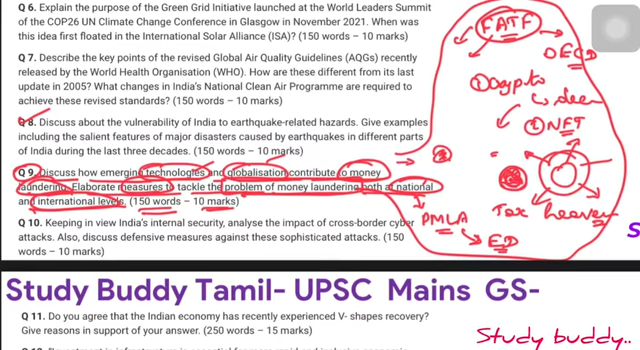 Q 6. Explain the purpose of the Green Grid Initiative launched at the World Leaders Summit
of the COP26 UN Climate Change Conference in Glasgow in November 2021. When was
this idea first floated in the International Solar Alliance (ISA)? (150 words – 10 marks)
Q 7. Describe the key points of the revised Global Air Quality Guidelines (AQGs) recently
released by the World Health Organisation (WHO). How are these different from its last
update in 2005? What changes in India's National Clean Air Programme are required to
achieve these revised standards? (150 words – 10 marks)
Q 8. Discuss about the vulnerability of India to earthquake-related hazards. Give examples
including the salient features of major disasters caused by earthquakes in different parts
of India during the last three decades. (150 words – 10 marks)
Q 9. Discuss how emerging technologies and globalisation contribute to money
laundering. Elaborate measures to tackle the problem of money laundering both at national
and international levels. (150 words – 10 marks)
Q 10. Keeping in view India's internal security, analyse the impact of cross-border cyber
attacks. Also, discuss defensive measures against these sophisticated attacks. (150
words – 10 marks)
FATF
OECD
① Crypto
② NFT
Tax heaven
PMLA
ED
S
Study Buddy Tamil- UPSC Mains GS-
Q 11. Do you agree that the Indian economy has recently experienced V- shapes recovery?
Give reasons in support of your answer. (250 words – 15 marks)
Study buddy..